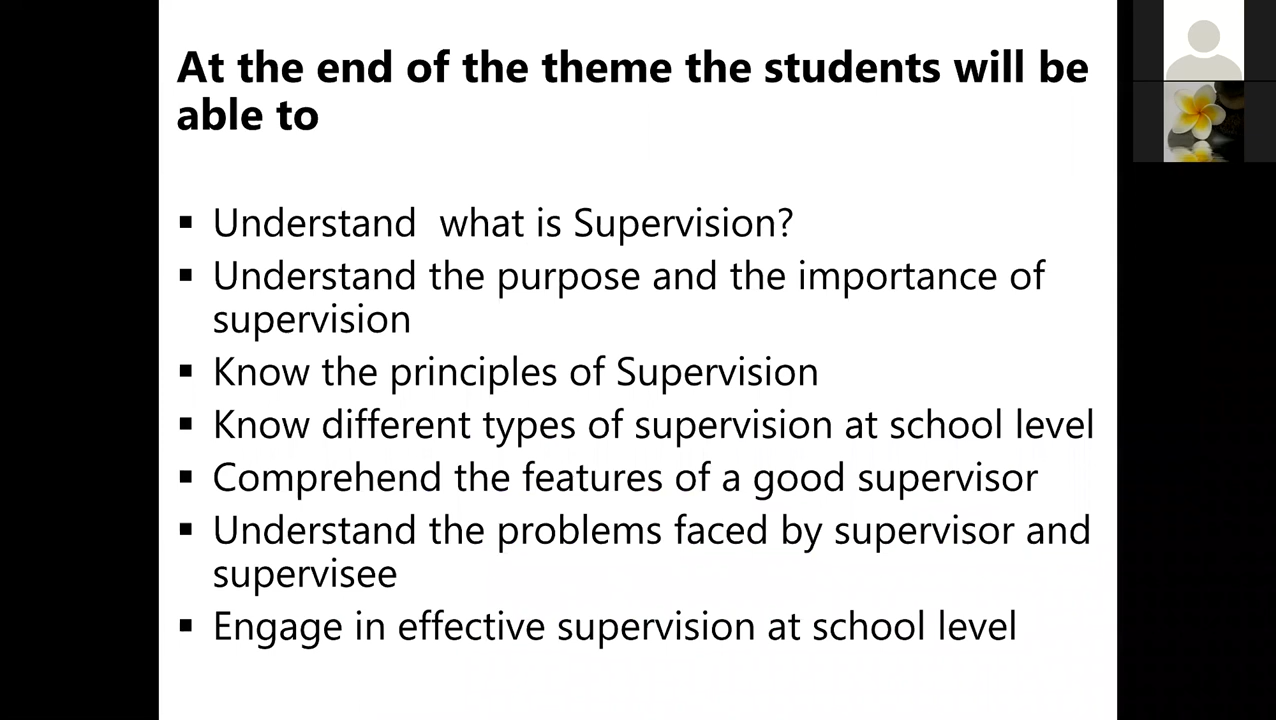 At the end of the theme the students will be
able to
▪ Understand  what is Supervision?
▪ Understand the purpose and the importance of
supervision
▪ Know the principles of Supervision
▪ Know different types of supervision at school level
▪ Comprehend the features of a good supervisor
▪ Understand the problems faced by supervisor and
supervisee
▪ Engage in effective supervision at school level